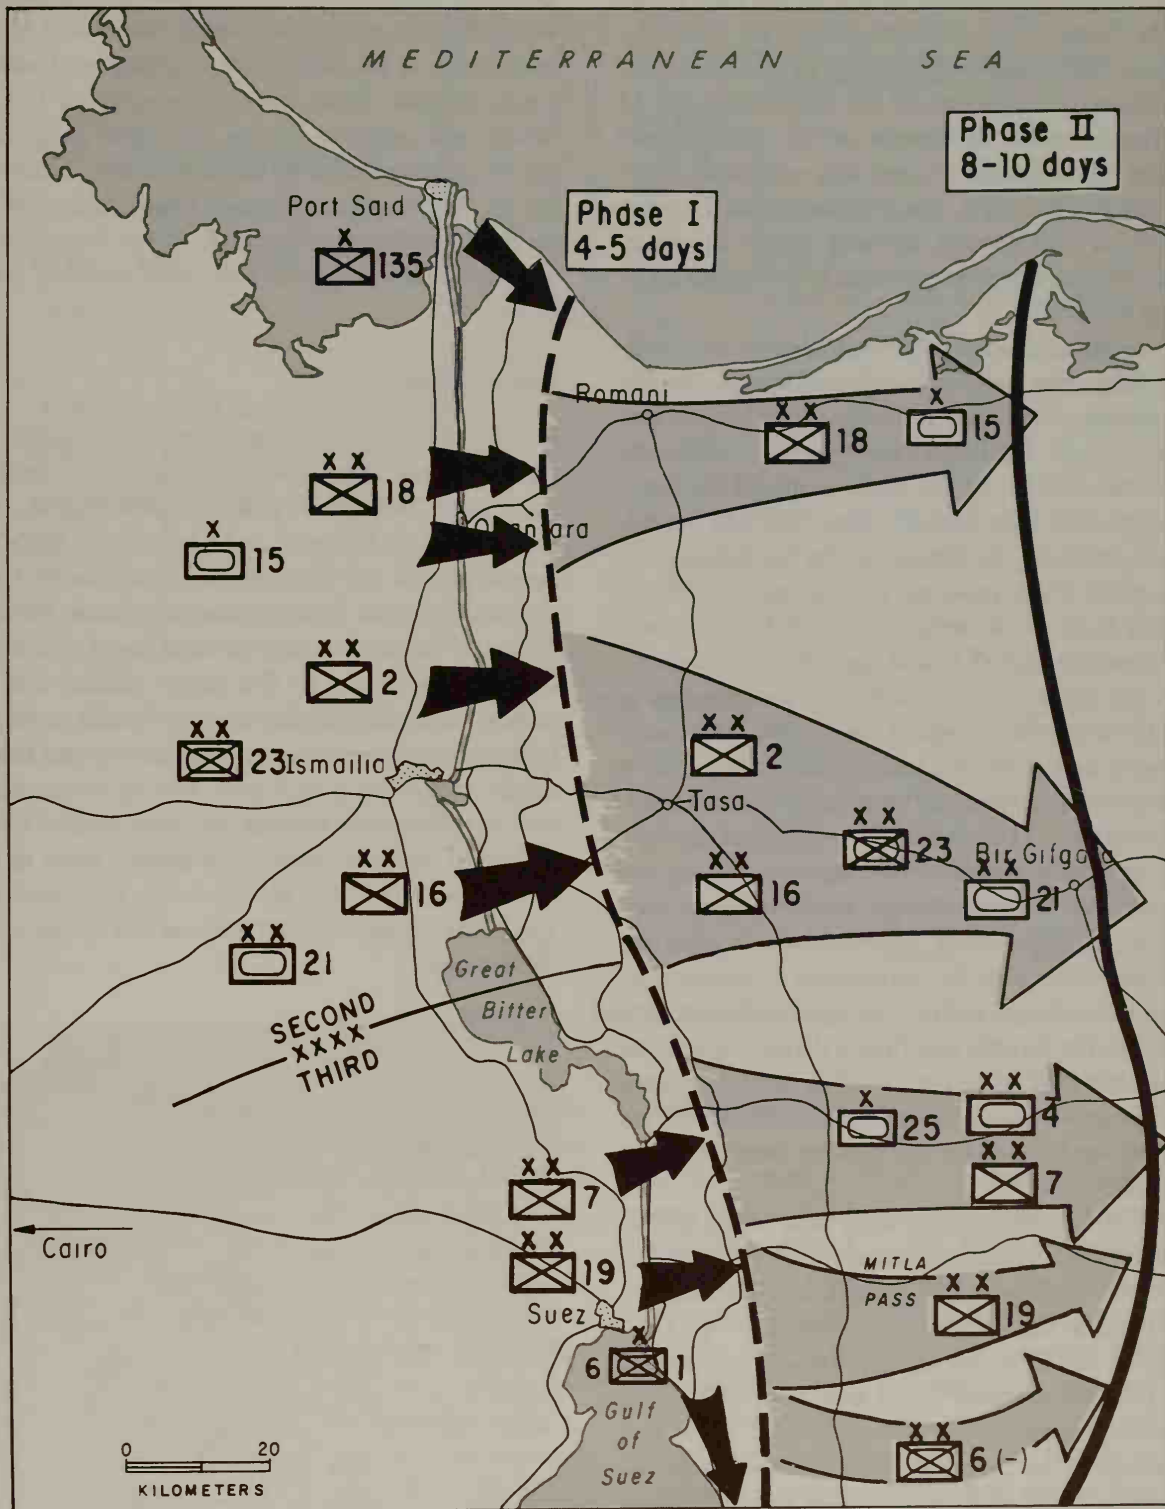 MEDITERRANEAN SEA
Phase II
8-10 days
Port Said
Phase I
4-5 days
X
135
Romani
X X
18
X
15
X X
18
X
15
X X
2
X X
2
X X
23
Ismailia
Tasa
X X
23
Bir Gifgafa
X X
21
X X
16
X X
16
X X
21
Great
Bitter
Lake
SECOND
XXXX
THIRD
X
25
X X
4
X X
7
X X
7
Cairo
X X
19
MITLA
PASS
X X
19
Suez
X
6 1
Gulf
of
Suez
X X
6 (-)
0 20
KILOMETERS